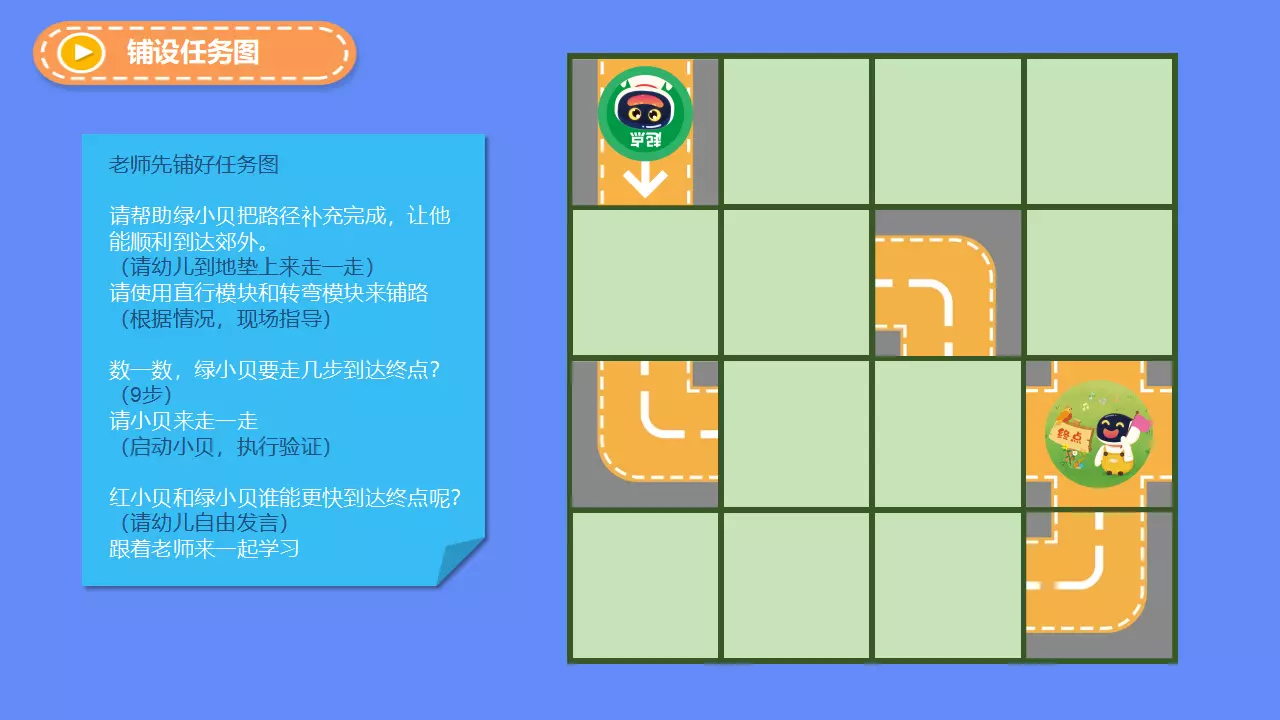 铺设任务图
老师先铺好任务图
请帮助绿小贝把路径补充完成，让他
能顺利到达郊外。
（请幼儿到地垫上来走一走）
请使用直行模块和转弯模块来铺路
（根据情况，现场指导）
数一数，绿小贝要走几步到达终点？
（9步）
请小贝来走一走
（启动小贝，执行验证）
红小贝和绿小贝谁能更快到达终点呢？
（请幼儿自由发言）
跟着老师来一起学习
起点
终点